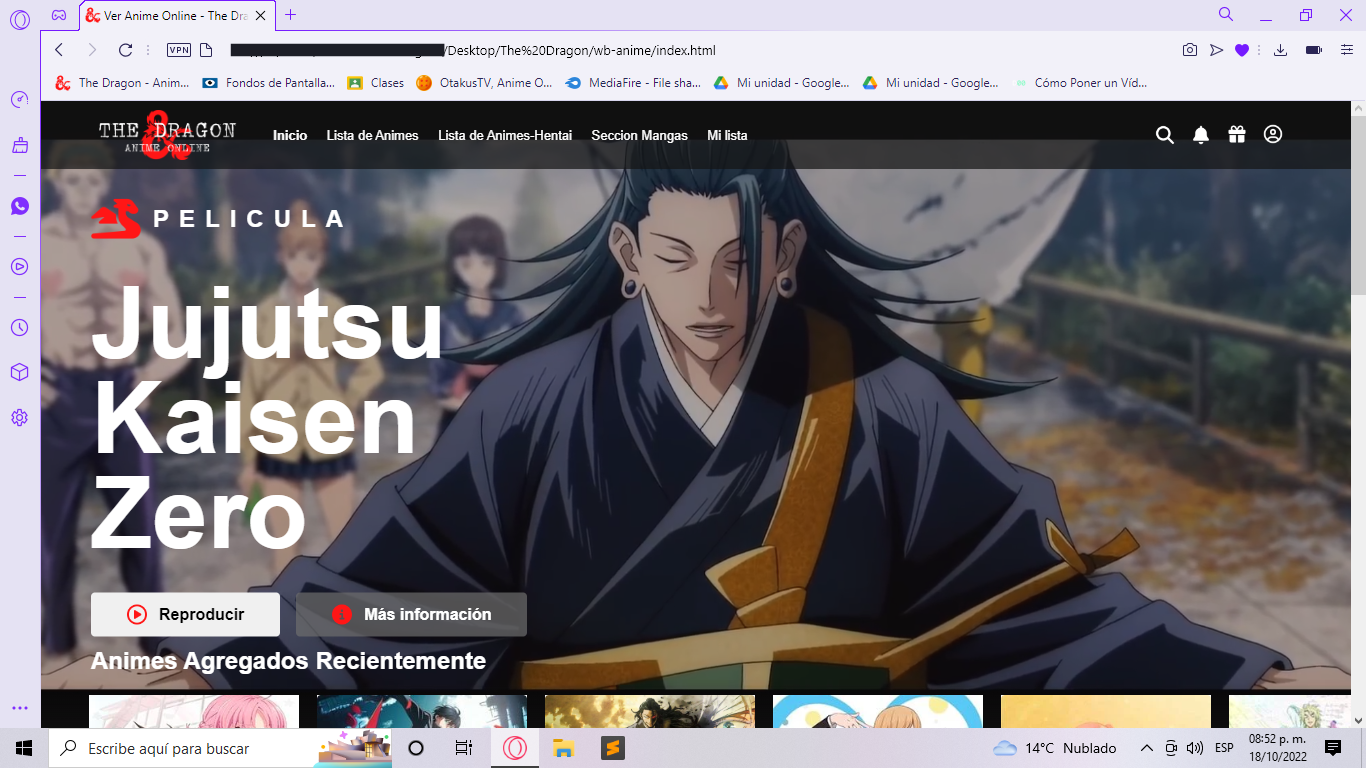 Ver Anime Online - The Dra
VPN
/Desktop/The%20Dragon/wb-anime/index.html
The Dragon - Anim...
Fondos de Pantalla...
Clases
OtakusTV, Anime O...
MediaFire - File sha...
Mi unidad - Google...
Mi unidad - Google...
Cómo Poner un Víd...
THE DRAGON
ANIME ONLINE
Inicio
Lista de Animes
Lista de Animes-Hentai
Seccion Mangas
Mi lista
PELICULA
Jujutsu
Kaisen
Zero
Reproducir
Más información
Animes Agregados Recientemente
Escribe aquí para buscar
14°C Nublado
ESP
08:52 p. m.
18/10/2022